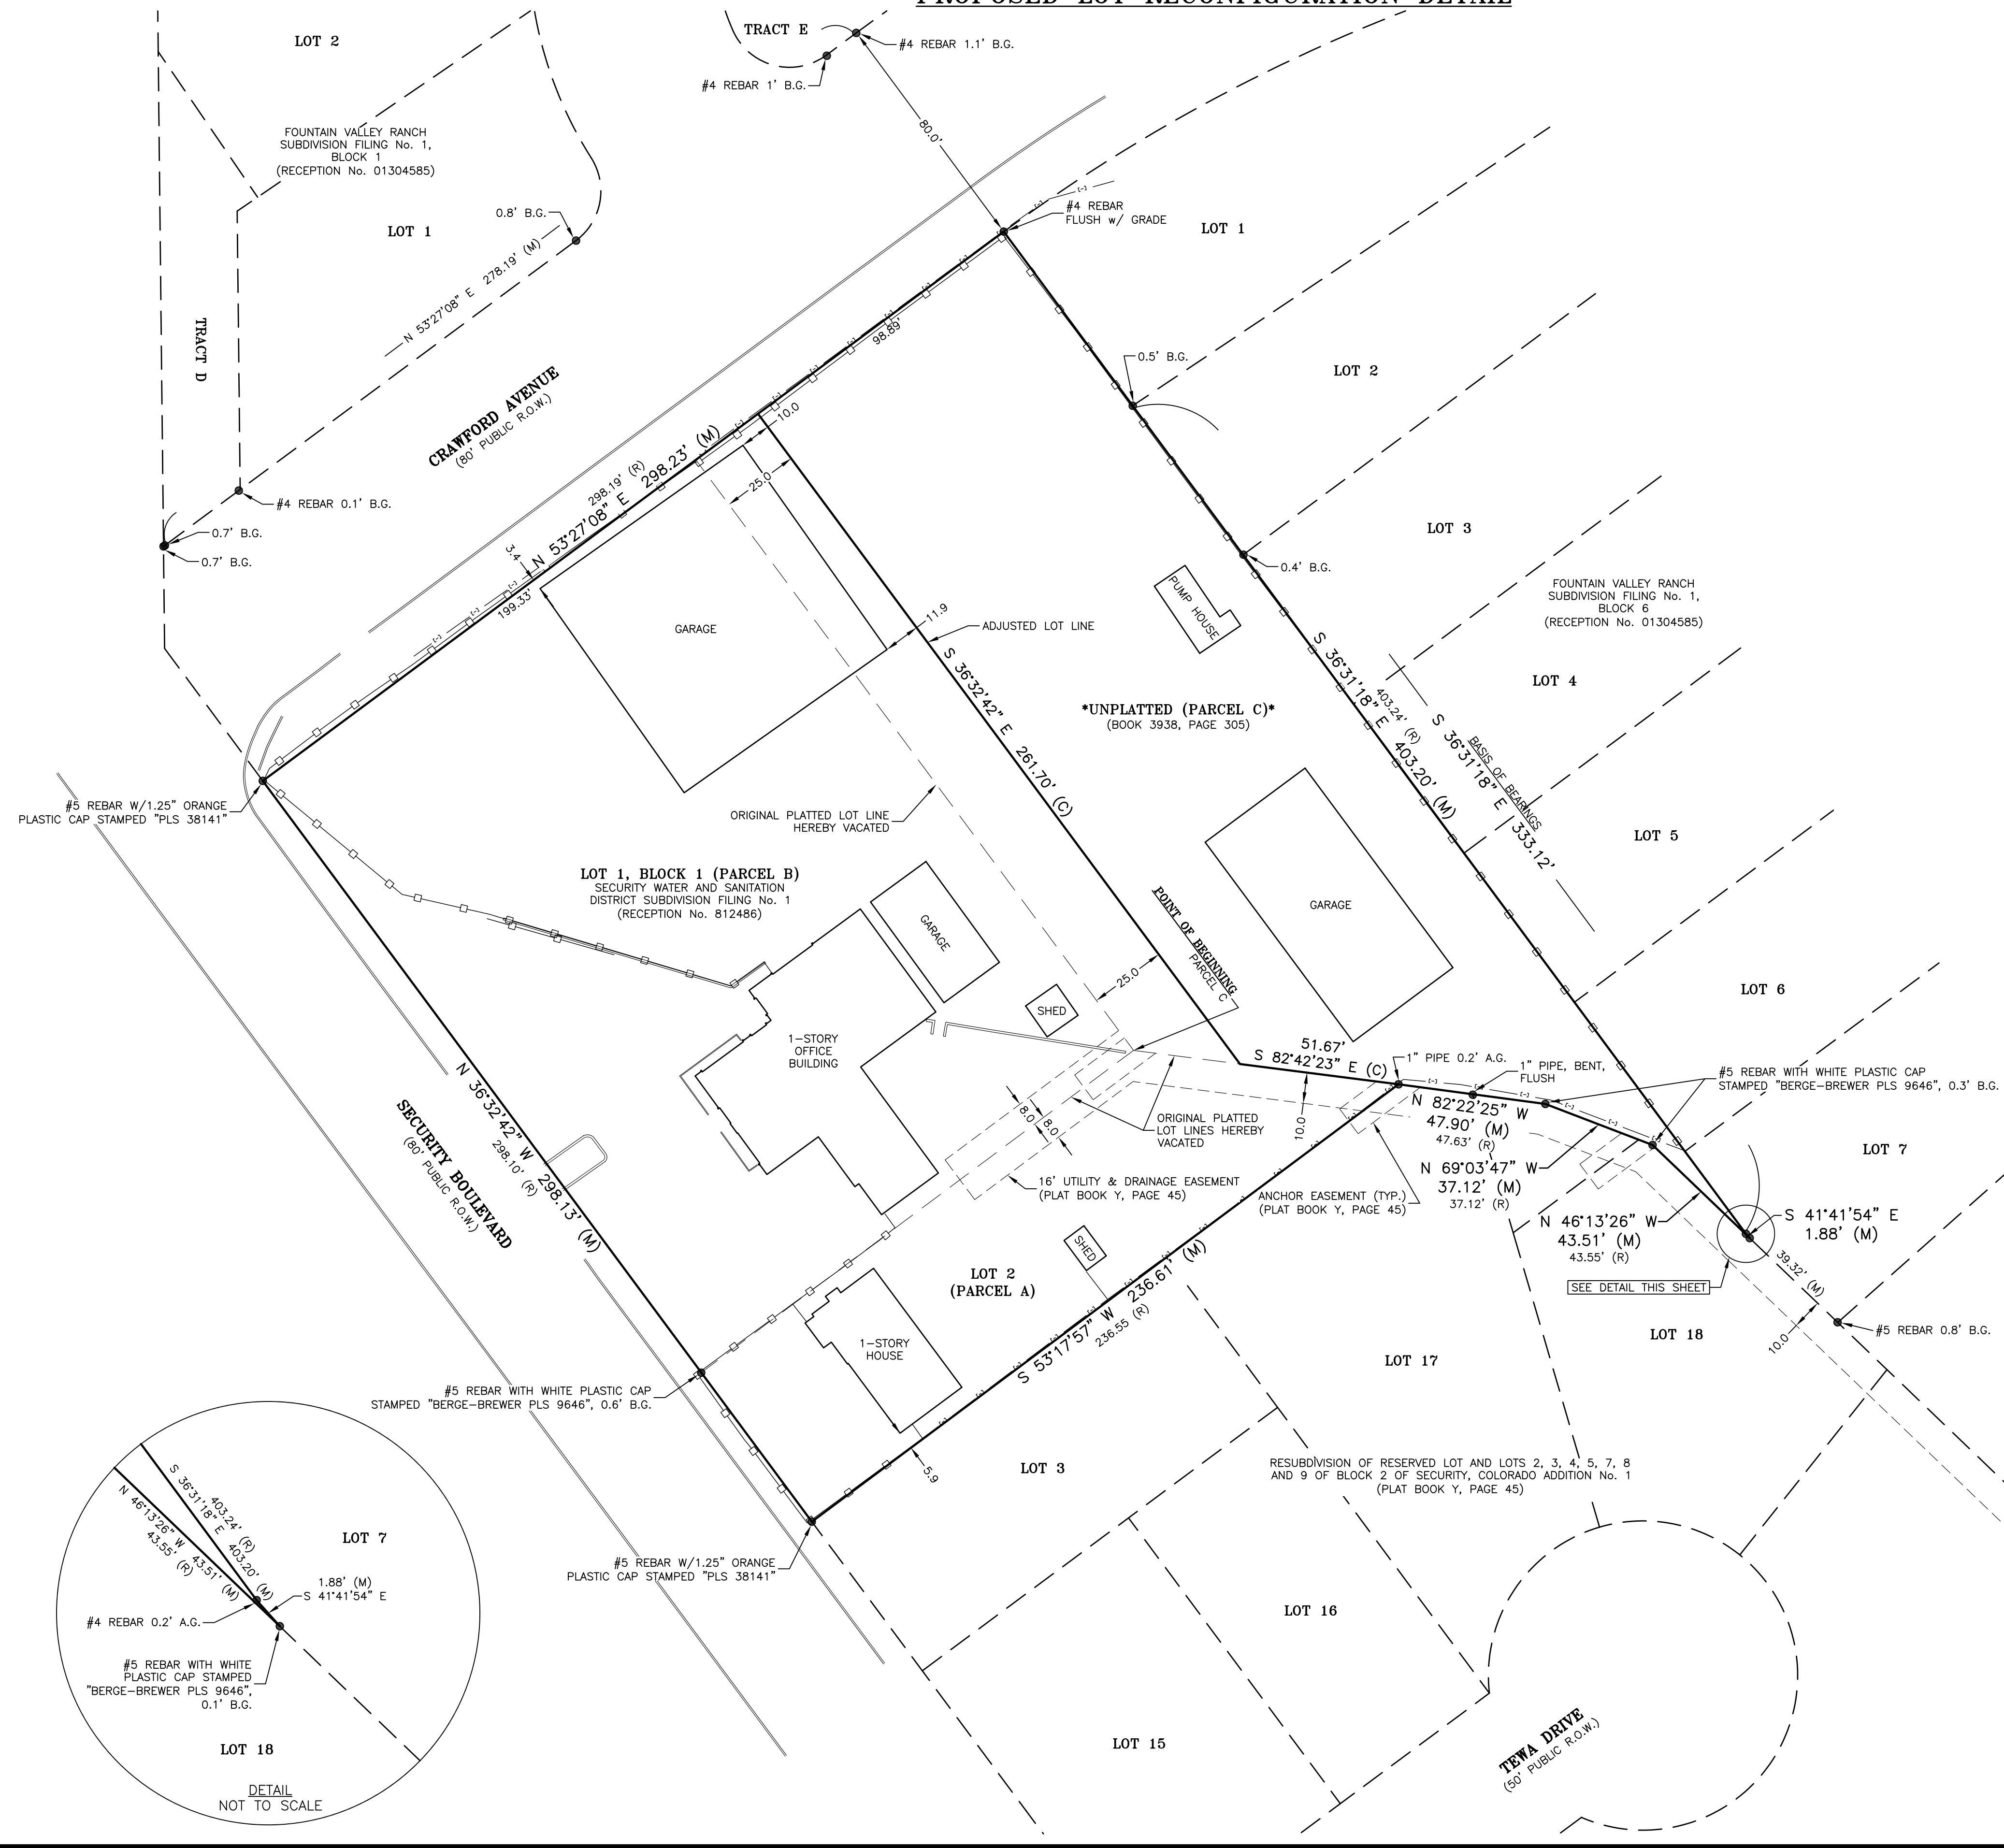 PROPOSED LOT RECONFIGURATION DETAIL
LOT 2
TRACT E
#4 REBAR 1.1' B.G.
#4 REBAR 1' B.G.
80.0'
FOUNTAIN VALLEY RANCH
SUBDIVISION FILING No. 1,
BLOCK 1
(RECEPTION No. 01304585)
LOT 1
0.8' B.G.
N 53°27'08" E 278.19' (M)
#4 REBAR
FLUSH w/ GRADE
LOT 1
TRACT D
98.89'
0.5' B.G.
LOT 2
CRAWFORD AVENUE
(80' PUBLIC R.O.W.)
10.0
25.0
298.19' (R)
N 53°27'08" E 298.23' (M)
#4 REBAR 0.1' B.G.
0.7' B.G.
0.7' B.G.
3.4
199.33'
LOT 3
0.4' B.G.
FOUNTAIN VALLEY RANCH
SUBDIVISION FILING No. 1,
BLOCK 6
(RECEPTION No. 01304585)
PUMP HOUSE
GARAGE
11.9
ADJUSTED LOT LINE
S 36°32'42" E 261.70' (C)
S 36°31'18" E 403.20' (M)
403.24' (R)
BASIS OF BEARINGS
S 36°31'18" E 333.12'
LOT 4
*UNPLATTED (PARCEL C)*
(BOOK 3938, PAGE 305)
#5 REBAR W/1.25" ORANGE
PLASTIC CAP STAMPED "PLS 38141"
ORIGINAL PLATTED LOT LINE
HEREBY VACATED
LOT 5
LOT 1, BLOCK 1 (PARCEL B)
SECURITY WATER AND SANITATION
DISTRICT SUBDIVISION FILING No. 1
(RECEPTION No. 812486)
GARAGE
GARAGE
POINT OF BEGINNING
PARCEL C
25.0
LOT 6
SHED
1-STORY
OFFICE
BUILDING
51.67'
S 82°42'23" E (C)
1" PIPE 0.2' A.G.
1" PIPE, BENT,
FLUSH
#5 REBAR WITH WHITE PLASTIC CAP
STAMPED "BERGE-BREWER PLS 9646", 0.3' B.G.
N 36°32'42" W 298.13' (M)
298.10' (R)
SECURITY BOULEVARD
(80' PUBLIC R.O.W.)
8.0
8.0
ORIGINAL PLATTED
LOT LINES HEREBY
VACATED
10.0
N 82°22'25" W
47.90' (M)
47.63' (R)
LOT 7
N 69°03'47" W
37.12' (M)
37.12' (R)
16' UTILITY & DRAINAGE EASEMENT
(PLAT BOOK Y, PAGE 45)
ANCHOR EASEMENT (TYP.)
(PLAT BOOK Y, PAGE 45)
N 46°13'26" W
43.51' (M)
43.55' (R)
S 41°41'54" E
1.88' (M)
SHED
LOT 2
(PARCEL A)
SEE DETAIL THIS SHEET
39.32' (M)
10.0
#5 REBAR 0.8' B.G.
S 53°17'57" W 236.61' (M)
236.55 (R)
LOT 18
1-STORY
HOUSE
LOT 17
#5 REBAR WITH WHITE PLASTIC CAP
STAMPED "BERGE-BREWER PLS 9646", 0.6' B.G.
5.9
LOT 3
RESUBDIVISION OF RESERVED LOT AND LOTS 2, 3, 4, 5, 7, 8
AND 9 OF BLOCK 2 OF SECURITY, COLORADO ADDITION No. 1
(PLAT BOOK Y, PAGE 45)
#5 REBAR W/1.25" ORANGE
PLASTIC CAP STAMPED "PLS 38141"
LOT 16
LOT 15
TEWA DRIVE
(50' PUBLIC R.O.W.)
S 36°31'18" E 403.20' (M)
403.24' (R)
N 46°13'26" W 43.51' (M)
43.55' (R)
LOT 7
1.88' (M)
S 41°41'54" E
#4 REBAR 0.2' A.G.
#5 REBAR WITH WHITE
PLASTIC CAP STAMPED
"BERGE-BREWER PLS 9646",
0.1' B.G.
LOT 18
DETAIL
NOT TO SCALE